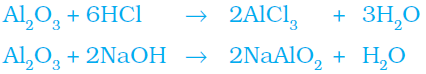 Al₂O₃ + 6HCl → 2AlCl₃ + 3H₂O
Al₂O₃ + 2NaOH → 2NaAlO₂ + H₂O